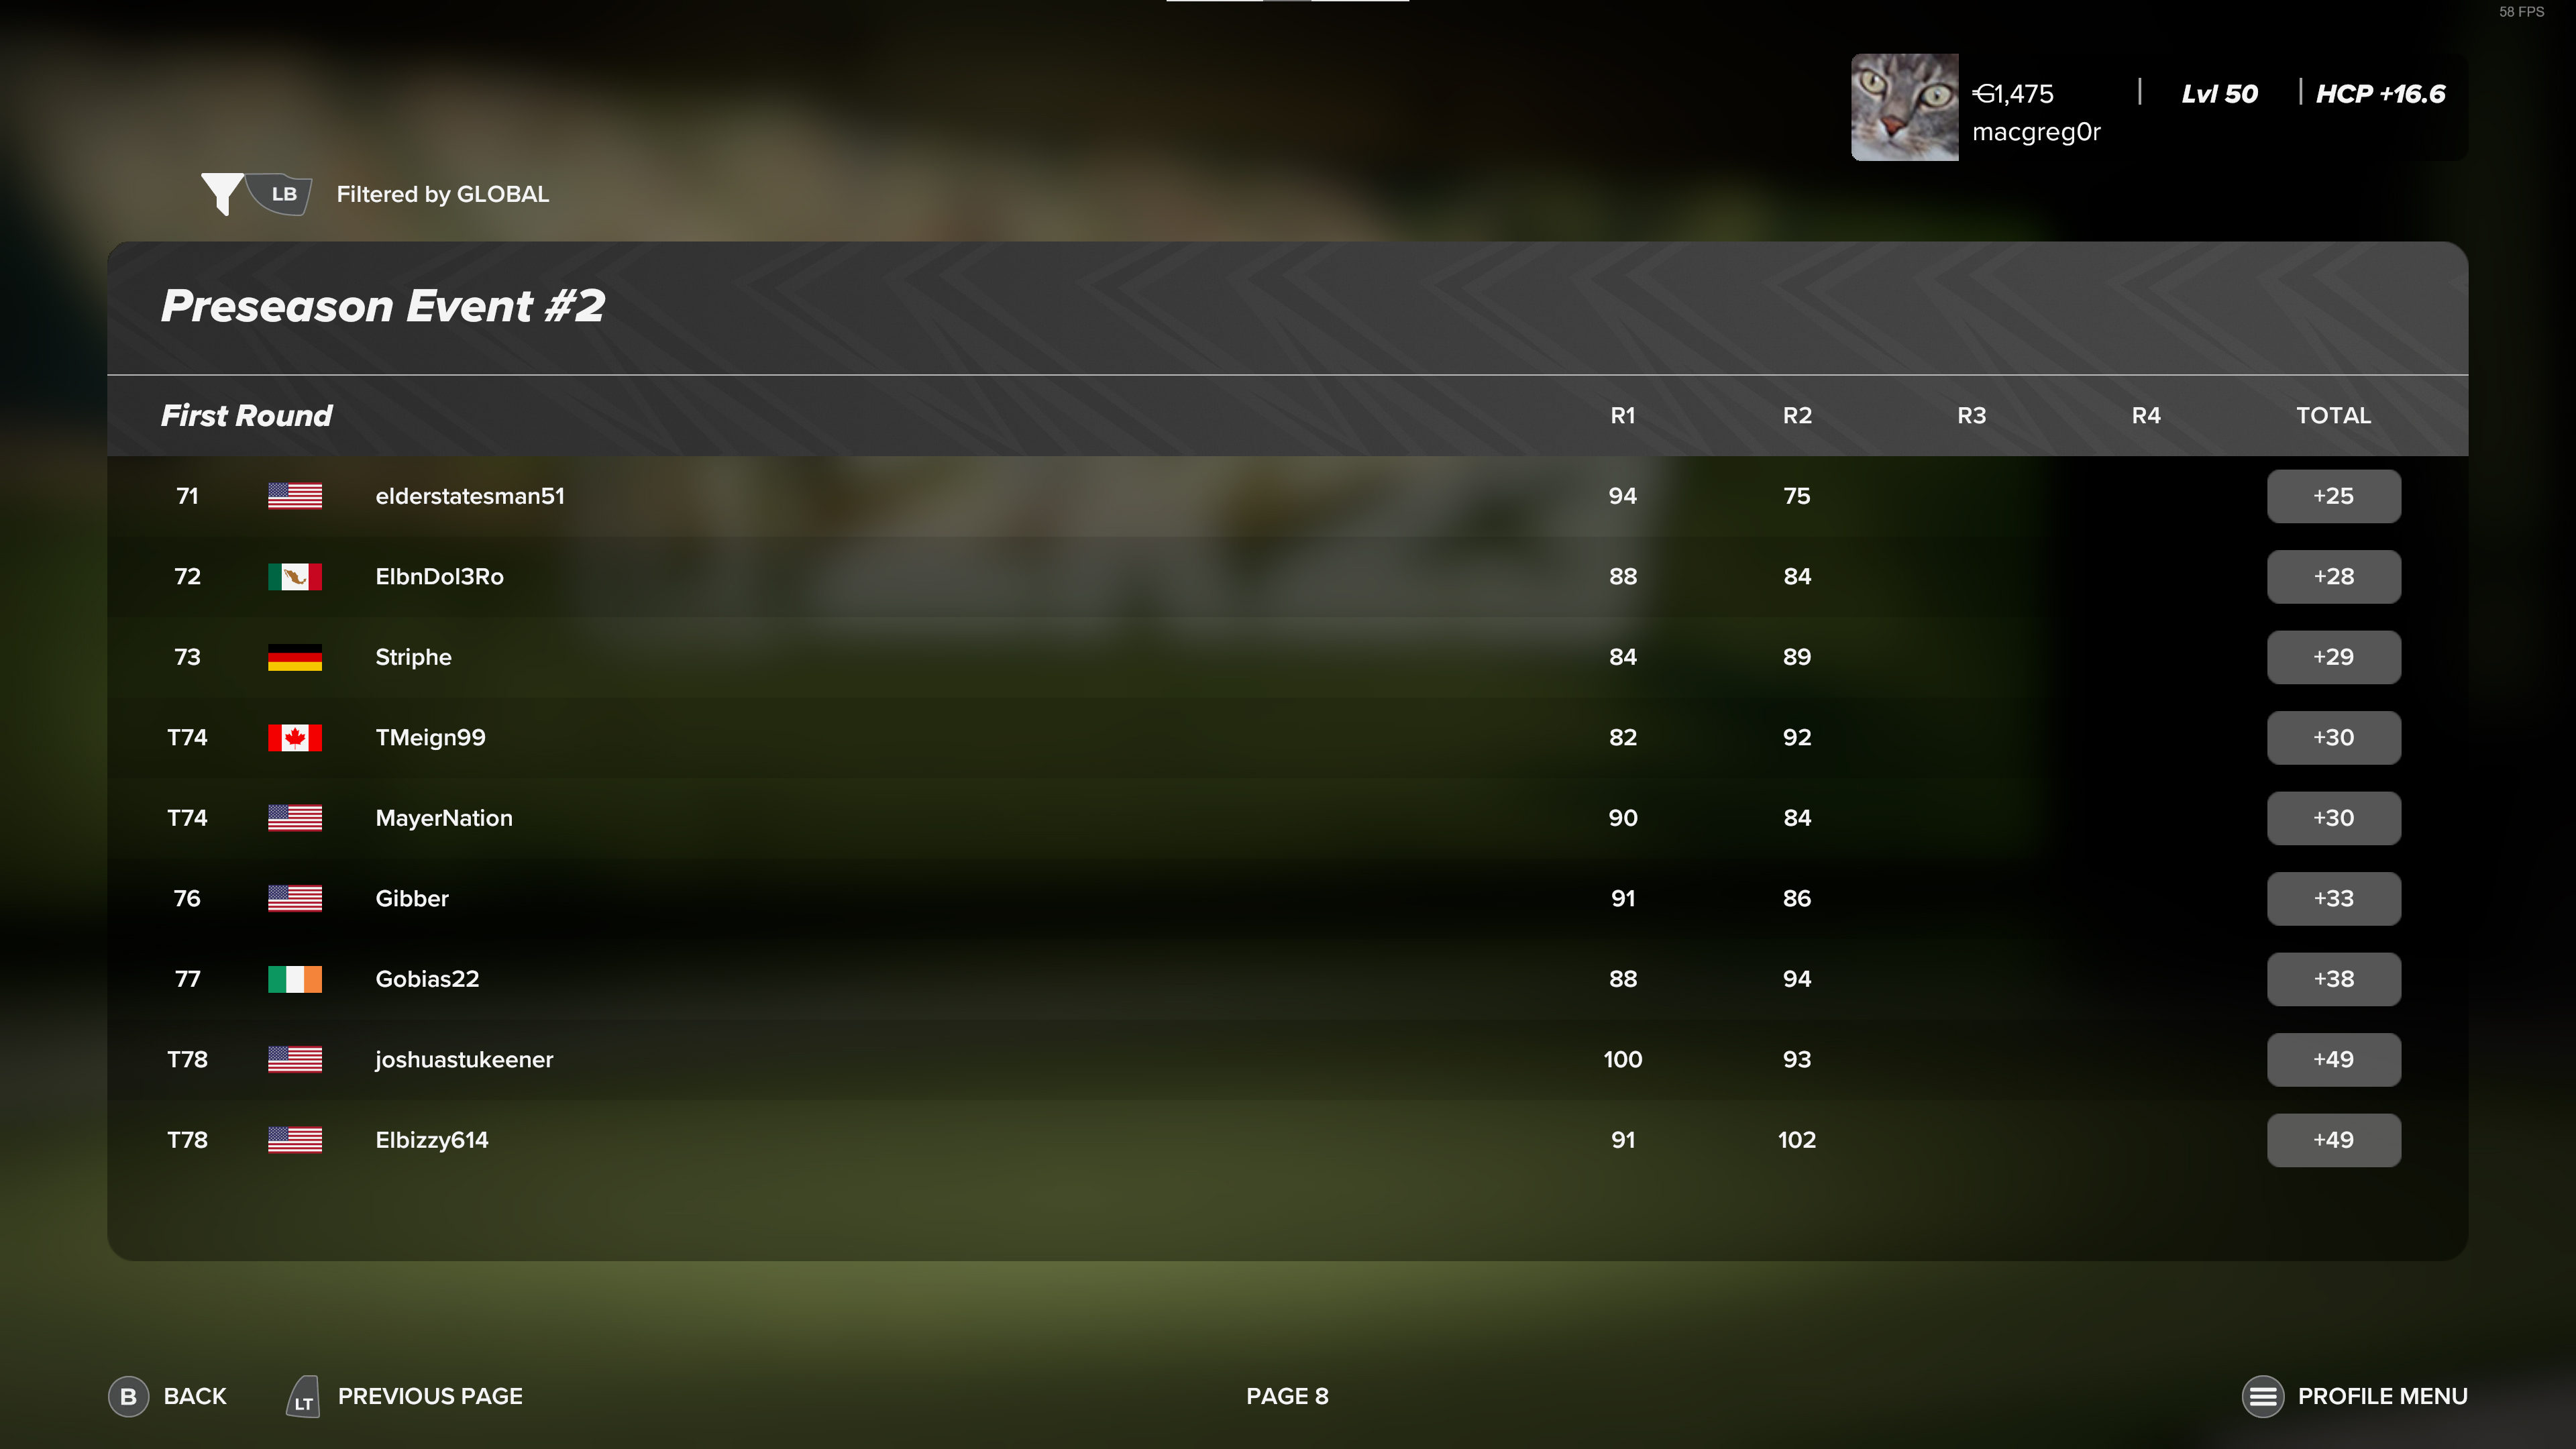 58 FPS
G1,475 | Lvl 50 | HCP +16.6
macgreg0r
LB Filtered by GLOBAL
Preseason Event #2
First Round R1 R2 R3 R4 TOTAL
71 elderstatesman51 94 75 +25
72 ElbnDol3Ro 88 84 +28
73 Striphe 84 89 +29
T74 TMeign99 82 92 +30
T74 MayerNation 90 84 +30
76 Gibber 91 86 +33
77 Gobias22 88 94 +38
T78 joshuastukeener 100 93 +49
T78 Elbizzy614 91 102 +49
B BACK LT PREVIOUS PAGE PAGE 8 PROFILE MENU